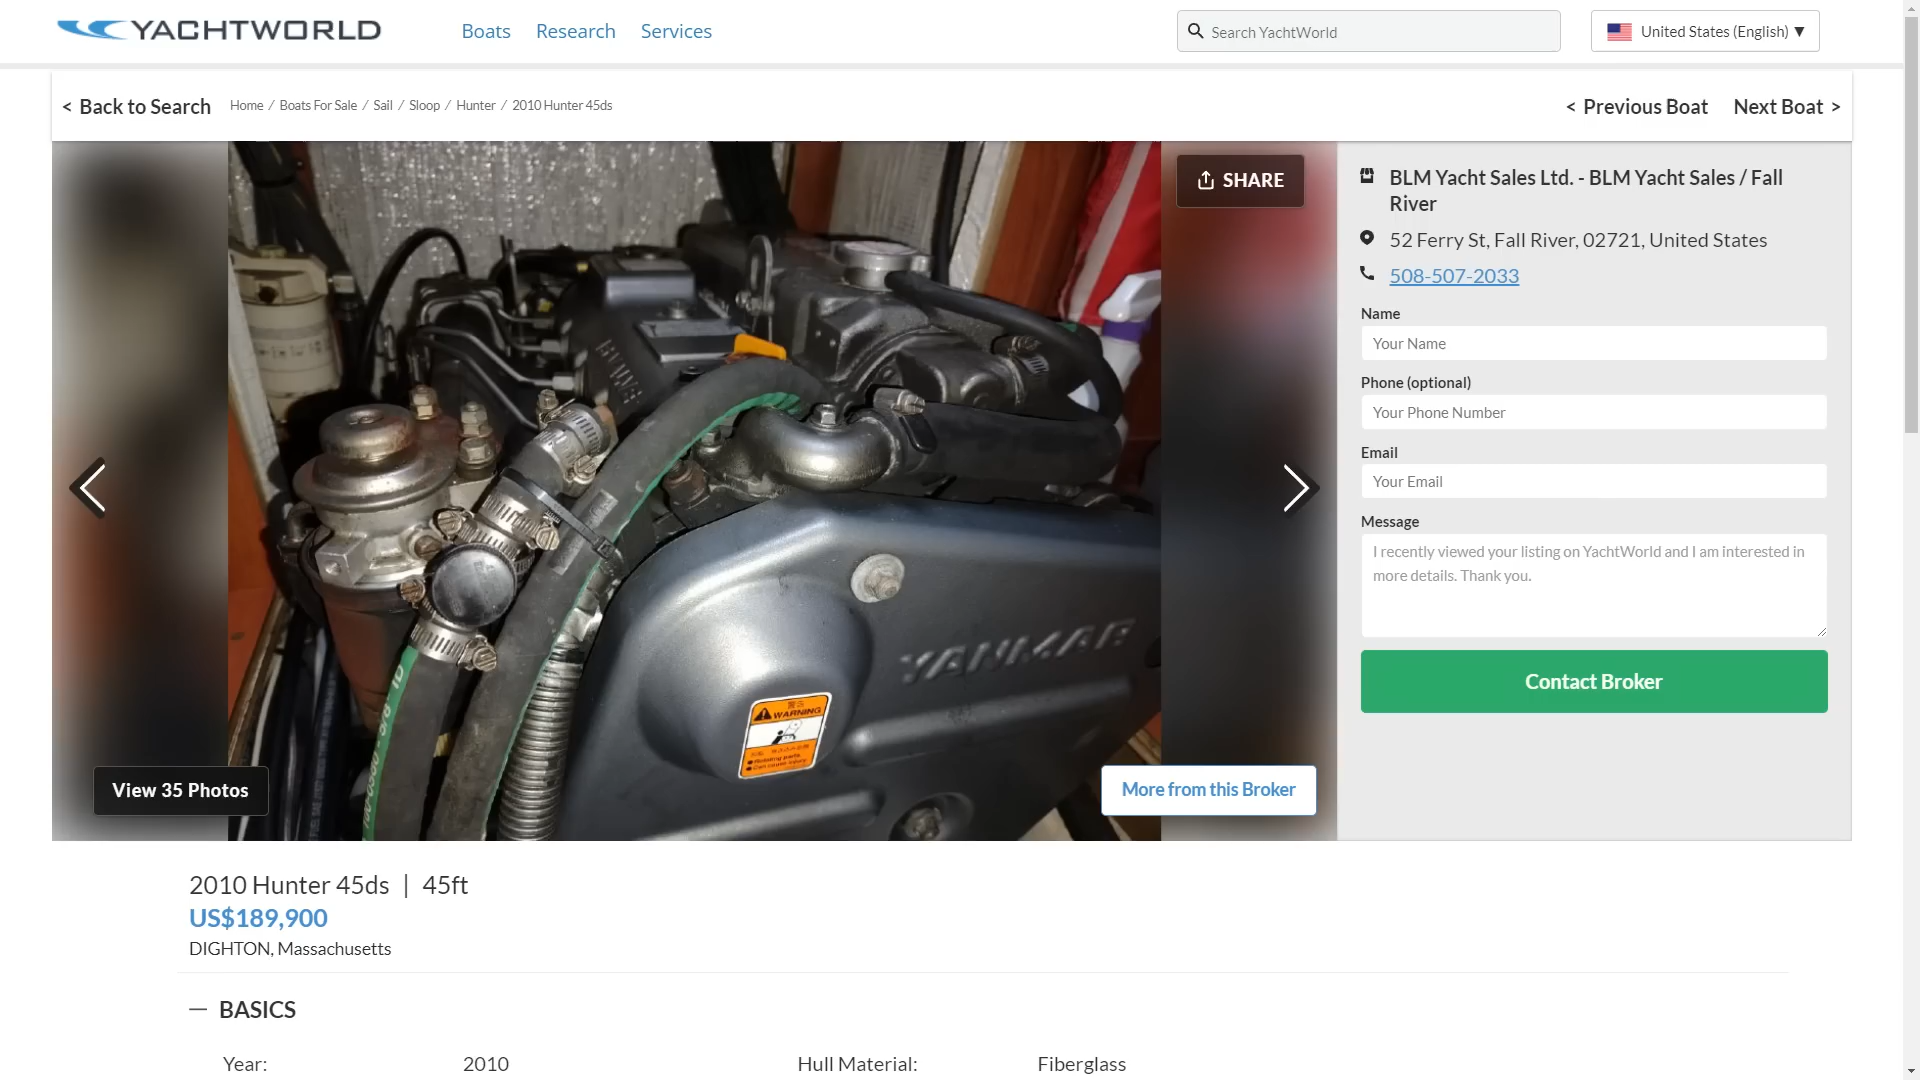 YACHTWORLD
Boats
Research
Services
Search YachtWorld
United States (English) ▼
< Back to Search
Home / Boats For Sale / Sail / Sloop / Hunter / 2010 Hunter 45ds
< Previous Boat
Next Boat >
SHARE
YANMAR
WARNING
Rotating parts.
Can cause injury.
View 35 Photos
More from this Broker
BLM Yacht Sales Ltd. - BLM Yacht Sales / Fall
River
52 Ferry St, Fall River, 02721, United States
508-507-2033
Name
Your Name
Phone (optional)
Your Phone Number
Email
Your Email
Message
I recently viewed your listing on YachtWorld and I am interested in
more details. Thank you.
Contact Broker
2010 Hunter 45ds | 45ft
US$189,900
DIGHTON, Massachusetts
— BASICS
Year: 2010 Hull Material: Fiberglass